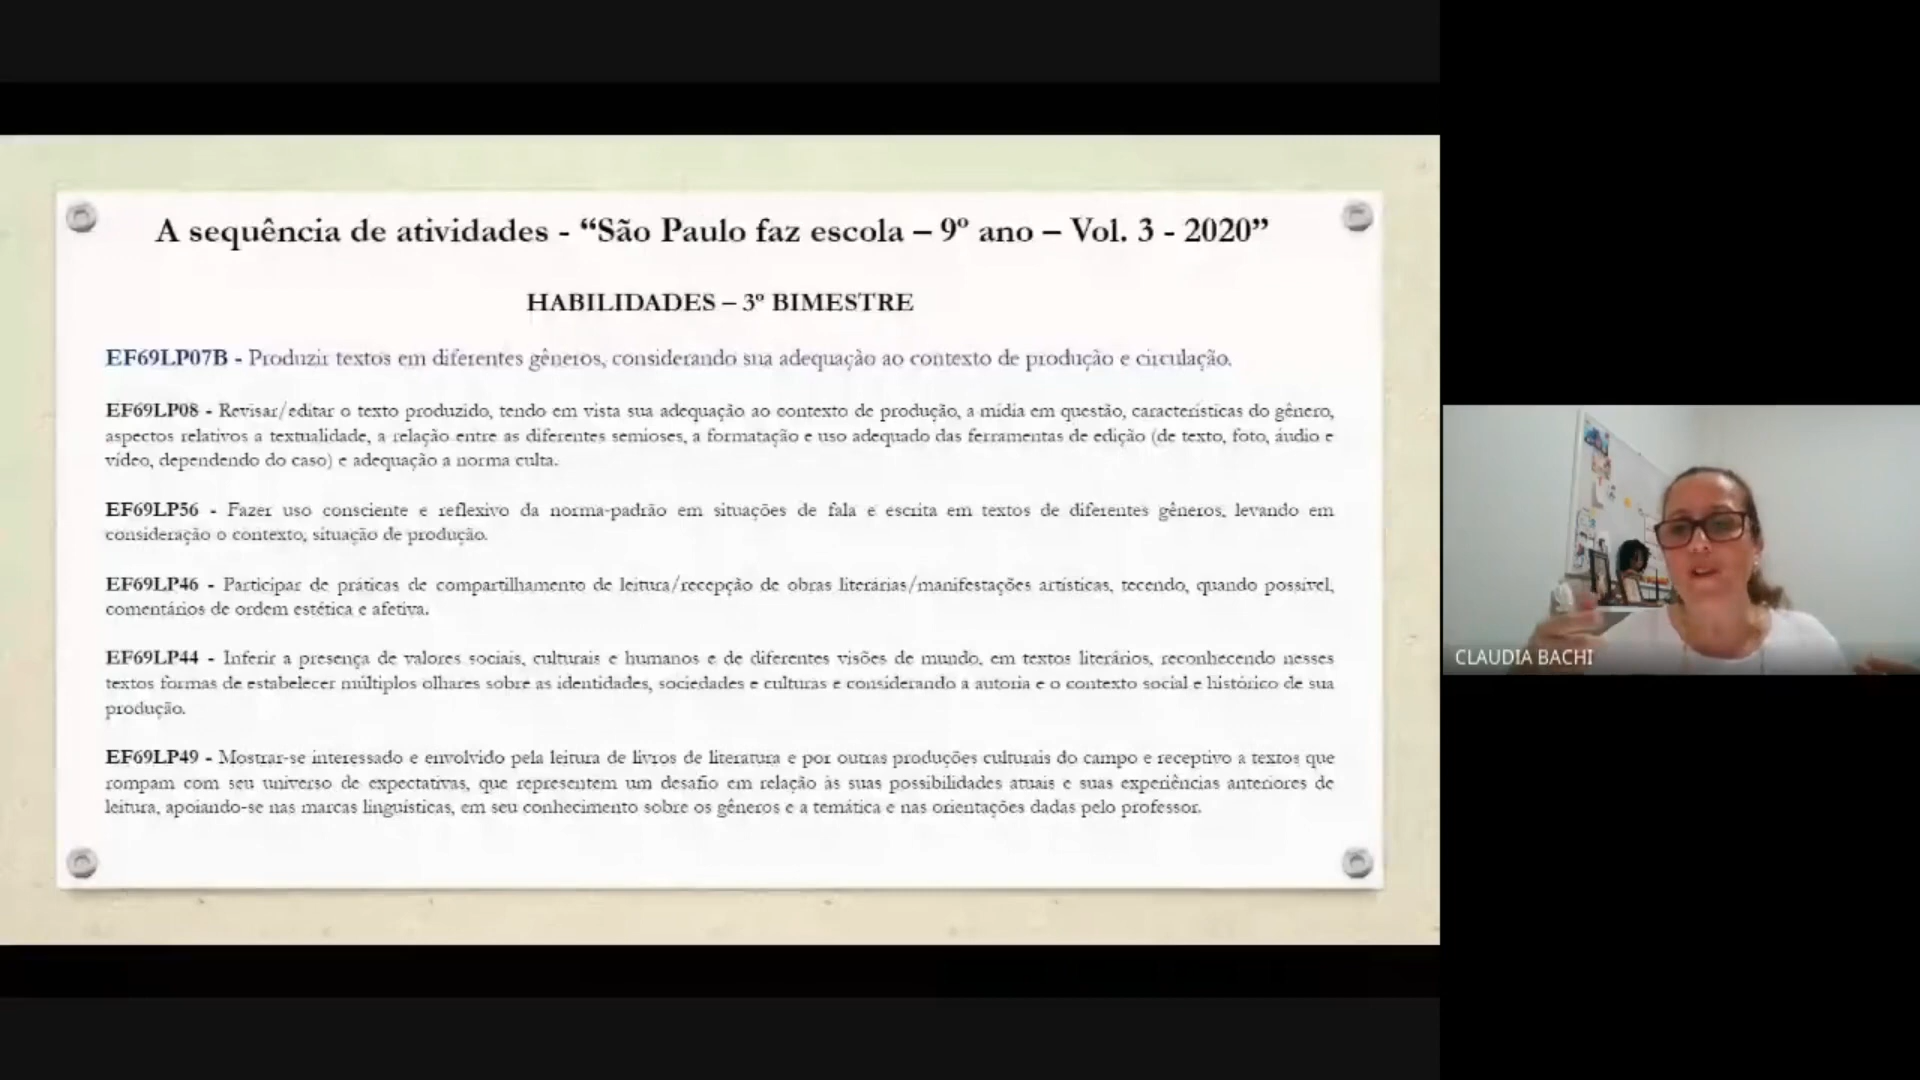 A sequência de atividades - “São Paulo faz escola – 9º ano – Vol. 3 - 2020”
HABILIDADES – 3º BIMESTRE
EF69LP07B - Produzir textos em diferentes gêneros, considerando sua adequação ao contexto de produção e circulação.
EF69LP08 - Revisar/editar o texto produzido, tendo em vista sua adequação ao contexto de produção, a mídia em questão, características do gênero,
aspectos relativos a textualidade, a relação entre as diferentes semioses, a formatação e uso adequado das ferramentas de edição (de texto, foto, áudio e
vídeo, dependendo do caso) e adequação a norma culta.
EF69LP56 - Fazer uso consciente e reflexivo da norma-padrão em situações de fala e escrita em textos de diferentes gêneros, levando em
consideração o contexto, situação de produção.
EF69LP46 - Participar de práticas de compartilhamento de leitura/recepção de obras literárias/manifestações artísticas, tecendo, quando possível,
comentários de ordem estética e afetiva.
EF69LP44 - Inferir a presença de valores sociais, culturais e humanos e de diferentes visões de mundo, em textos literários, reconhecendo nesses
textos formas de estabelecer múltiplos olhares sobre as identidades, sociedades e culturas e considerando a autoria e o contexto social e histórico de sua
produção.
EF69LP49 - Mostrar-se interessado e envolvido pela leitura de livros de literatura e por outras produções culturais do campo e receptivo a textos que
rompam com seu universo de expectativas, que representem um desafio em relação às suas possibilidades atuais e suas experiências anteriores de
leitura, apoiando-se nas marcas linguísticas, em seu conhecimento sobre os gêneros e a temática e nas orientações dadas pelo professor.
CLAUDIA BACHI